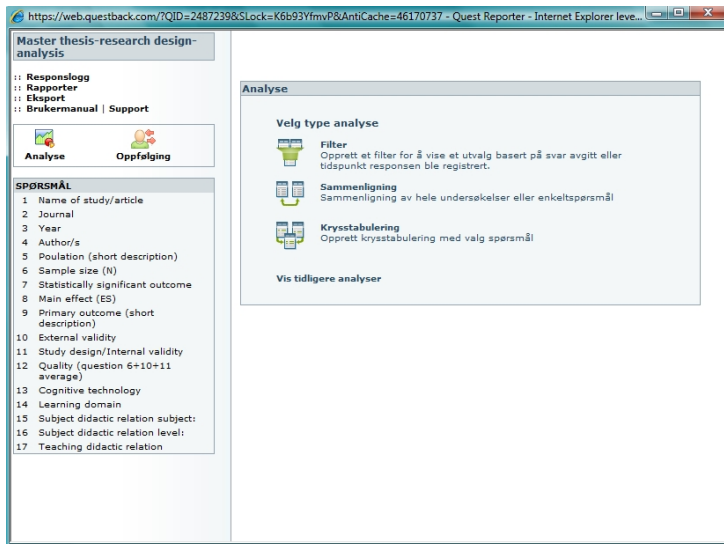 https://web.questback.com/?QID=2487239&SLock=K6b93YfmvP&AntiCache=46170737 - Quest Reporter - Internet Explorer leve...
Master thesis-research design-
analysis
:: Responslogg
:: Rapporter
:: Eksport
:: Brukermanual | Support
Analyse
Oppfølging
SPØRSMÅL
1 Name of study/article
2 Journal
3 Year
4 Author/s
5 Poulation (short description)
6 Sample size (N)
7 Statistically significant outcome
8 Main effect (ES)
9 Primary outcome (short
description)
10 External validity
11 Study design/Internal validity
12 Quality (question 6+10+11
average)
13 Cognitive technology
14 Learning domain
15 Subject didactic relation subject:
16 Subject didactic relation level:
17 Teaching didactic relation
Analyse
Velg type analyse
Filter
Opprett et filter for å vise et utvalg basert på svar avgitt eller
tidspunkt responsen ble registrert.
Sammenligning
Sammenligning av hele undersøkelser eller enkeltspørsmål
Krysstabulering
Opprett krysstabulering med valg spørsmål
Vis tidligere analyser